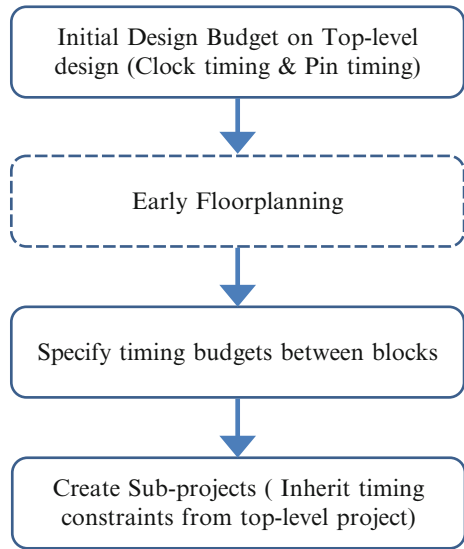 Initial Design Budget on Top-level
design (Clock timing & Pin timing)
Early Floorplanning
Specify timing budgets between blocks
Create Sub-projects ( Inherit timing
constraints from top-level project)